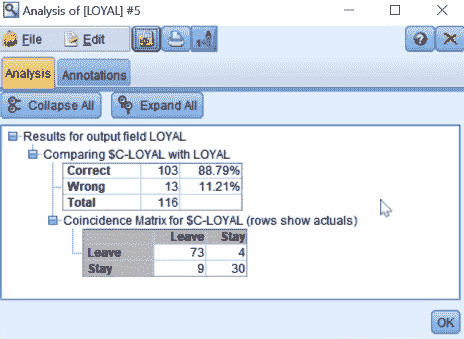 Analysis of [LOYAL] #5
File Edit
Analysis Annotations
Collapse All Expand All
Results for output field LOYAL
Comparing $C-LOYAL with LOYAL
Correct 103 88.79%
Wrong 13 11.21%
Total 116
Coincidence Matrix for $C-LOYAL (rows show actuals)
Leave Stay
Leave 73 4
Stay 9 30
OK